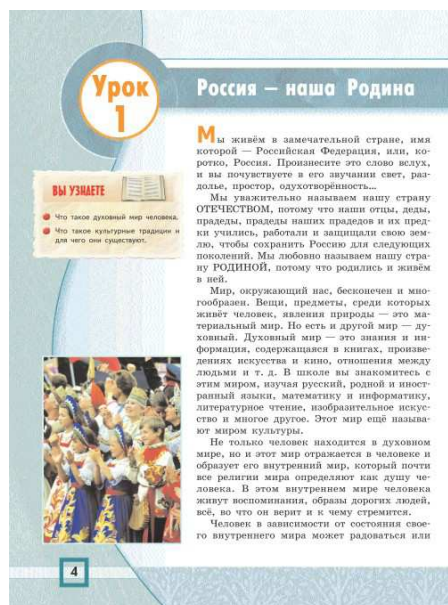 Урок
1
Россия – наша Родина
ВЫ УЗНАЕТЕ
Что такое духовный мир человека.
Что такое культурные традиции и
для чего они существуют.
Мы живём в замечательной стране, имя
которой — Российская Федерация, или, ко-
ротко, Россия. Произнесите это слово вслух,
и вы почувствуете в его звучании свет, раз-
долье, простор, одухотворённость...
Мы уважительно называем нашу страну
ОТЕЧЕСТВОМ, потому что наши отцы, деды,
прадеды, прадеды наших прадедов и их пред-
ки учились, работали и защищали свою зем-
лю, чтобы сохранить Россию для следующих
поколений. Мы любовно называем нашу стра-
ну РОДИНОЙ, потому что родились и живём
в ней.
Мир, окружающий нас, бесконечен и мно-
гообразен. Вещи, предметы, среди которых
живёт человек, явления природы — это ма-
териальный мир. Но есть и другой мир — ду-
ховный. Духовный мир — это знания и ин-
формация, содержащаяся в книгах, произве-
дениях искусства и кино, отношения между
людьми и т. д. В школе вы знакомитесь с
этим миром, изучая русский, родной и иност-
ранный языки, математику и информатику,
литературное чтение, изобразительное искус-
ство и многое другое. Этот мир ещё называ-
ют миром культуры.
Не только человек находится в духовном
мире, но и этот мир отражается в человеке и
образует его внутренний мир, который почти
все религии мира определяют как душу че-
ловека. В этом внутреннем мире человека
живут воспоминания, образы дорогих людей,
всё, во что он верит и к чему стремится.
Человек в зависимости от состояния свое-
го внутреннего мира может радоваться или
4